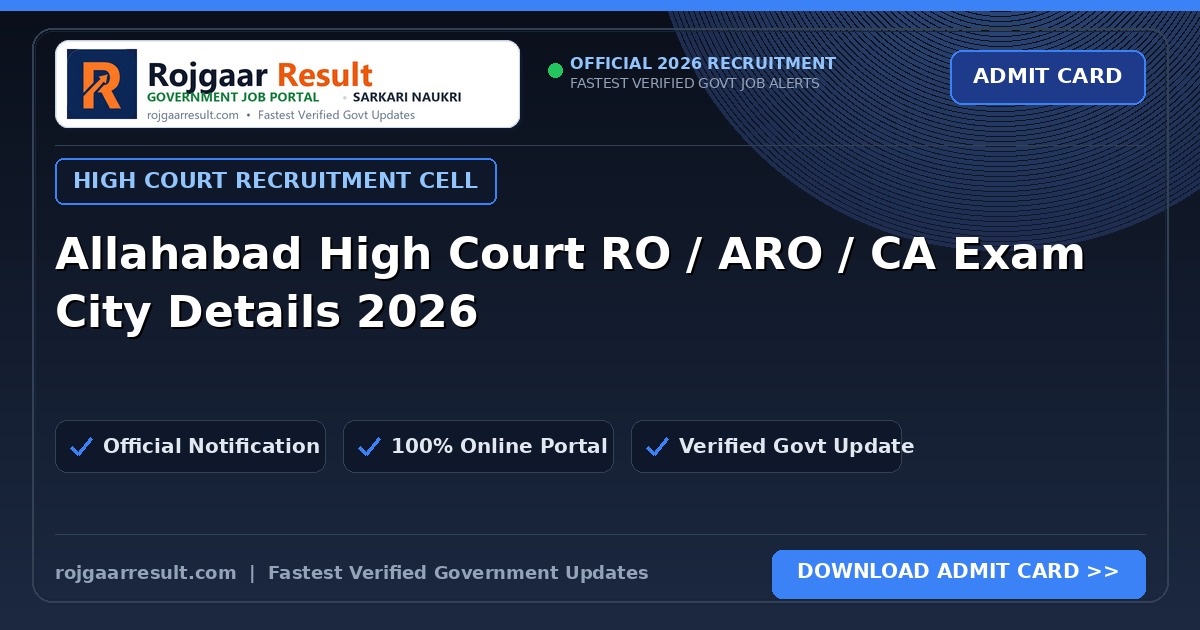 Rojgaar Result
GOVERNMENT JOB PORTAL • SARKARI NAUKRI
rojgaarresult.com • Fastest Verified Govt Updates
OFFICIAL 2026 RECRUITMENT
FASTEST VERIFIED GOVT JOB ALERTS
ADMIT CARD
HIGH COURT RECRUITMENT CELL
Allahabad High Court RO / ARO / CA Exam
City Details 2026
Official Notification
100% Online Portal
Verified Govt Update
rojgaarresult.com | Fastest Verified Government Updates
DOWNLOAD ADMIT CARD >>